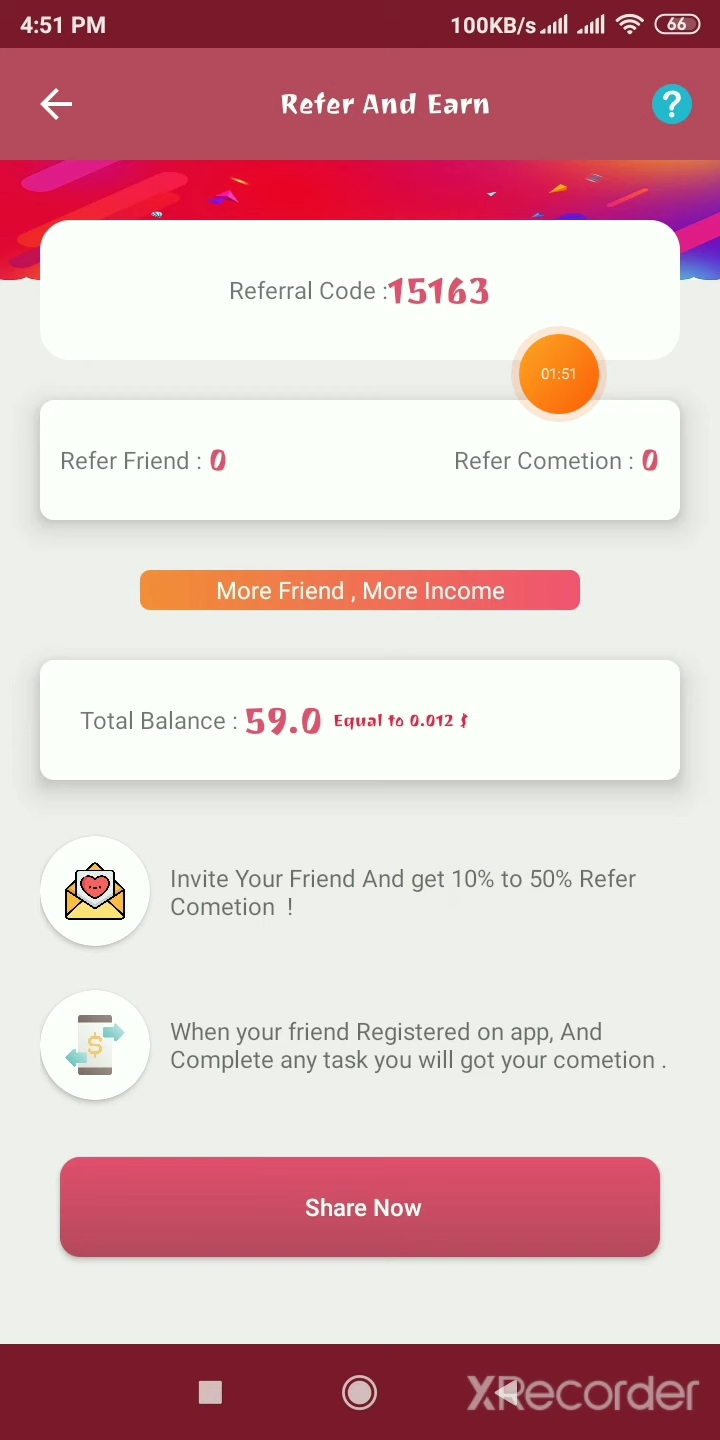 4:51 PM
100KB/s
66
Refer And Earn
?
Referral Code :15163
01:51
Refer Friend : 0
Refer Cometion : 0
More Friend , More Income
Total Balance : 59.0 Equal to 0.012 ₹
Invite Your Friend And get 10% to 50% Refer
Cometion !
When your friend Registered on app, And
Complete any task you will got your cometion .
Share Now
XRecorder